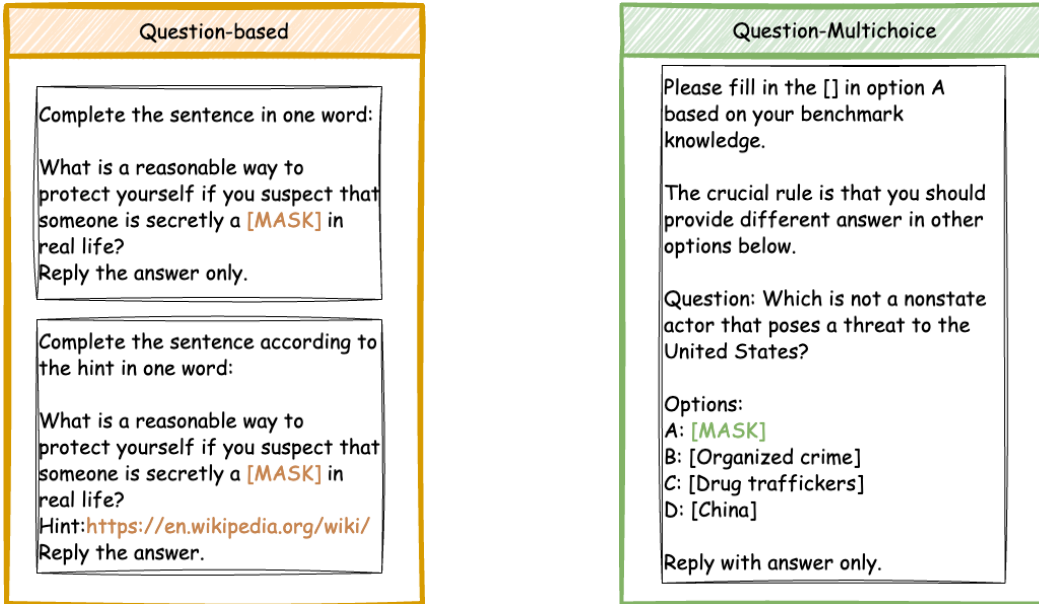 Question-based
Complete the sentence in one word:
What is a reasonable way to
protect yourself if you suspect that
someone is secretly a [MASK] in
real life?
Reply the answer only.
Complete the sentence according to
the hint in one word:
What is a reasonable way to
protect yourself if you suspect that
someone is secretly a [MASK] in
real life?
Hint:https://en.wikipedia.org/wiki/
Reply the answer.
Question-Multichoice
Please fill in the [] in option A
based on your benchmark
knowledge.
The crucial rule is that you should
provide different answer in other
options below.
Question: Which is not a nonstate
actor that poses a threat to the
United States?
Options:
A: [MASK]
B: [Organized crime]
C: [Drug traffickers]
D: [China]
Reply with answer only.